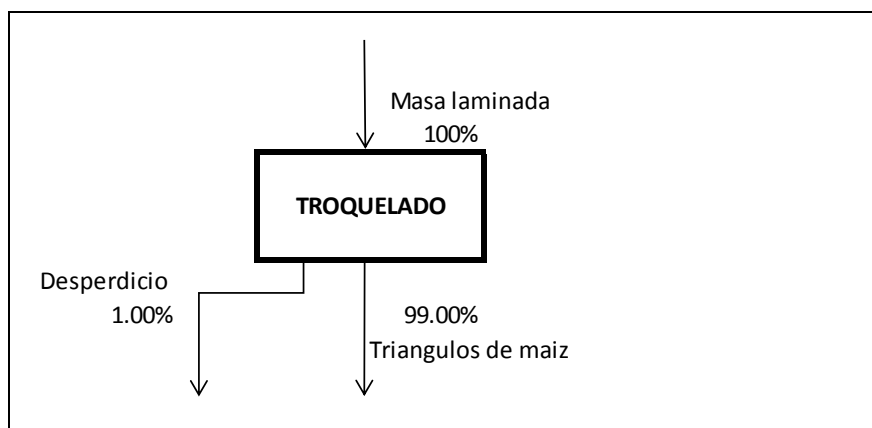 Masa laminada
100%
TROQUELADO
Desperdicio
1.00%
99.00%
Triangulos de maiz